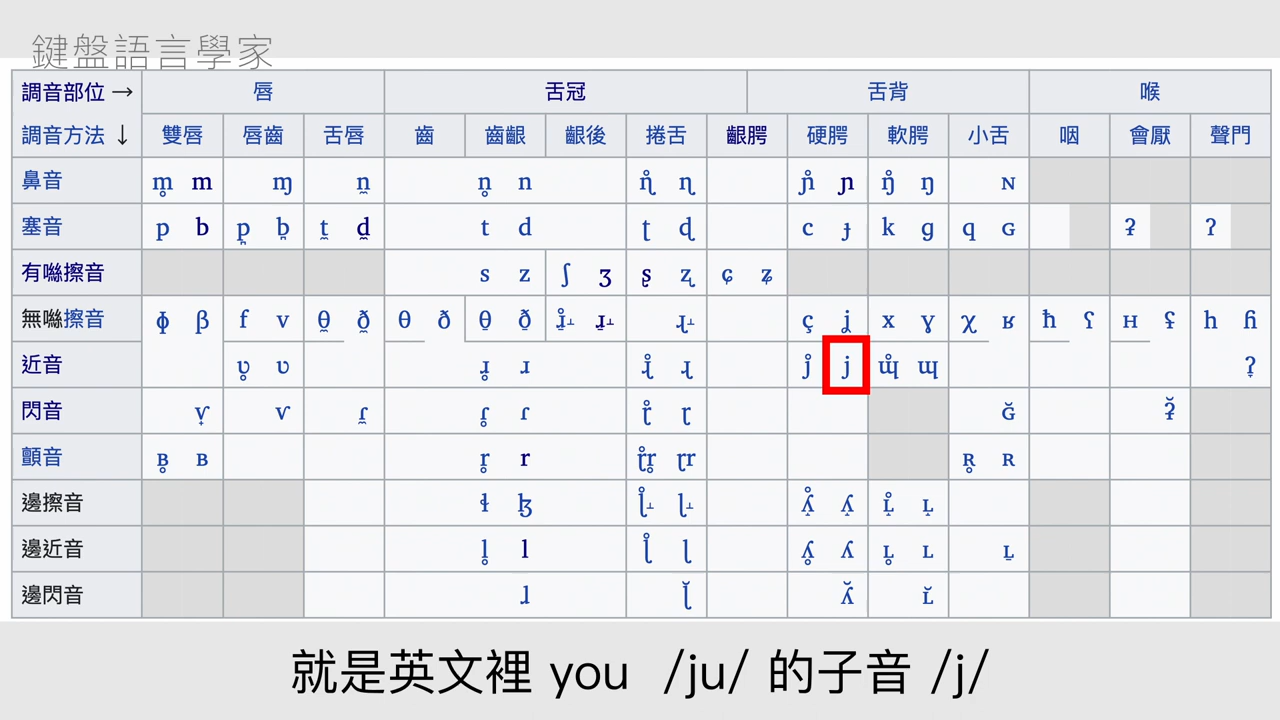 鍵盤語言學家
調音部位 → 唇 舌冠 舌背 喉
調音方法 ↓ 雙唇 唇齒 舌唇 齒 齒齦 齦後 捲舌 齦腭 硬腭 軟腭 小舌 咽 會厭 聲門
鼻音 m̥ m ɱ n̼ n̥ n ɳ̊ ɳ ɲ̊ ɲ ŋ̊ ŋ ɴ
塞音 p b p̪ b̪ t̼ d̼ t d ʈ ɖ c ɟ k ɡ q ɢ ʡ ʔ
有噝擦音 s z ʃ ʒ ʂ ʐ ɕ ʑ
無噝擦音 ɸ β f v θ̼ ð̼ θ ð θ̠ ð̠ ɹ̠̊˔ ɹ̠˔ ɻ˔ ç ʝ x ɣ χ ʁ ħ ʕ ʜ ʢ h ɦ
近音 ʋ̥ ʋ ɹ̥ ɹ ɻ̊ ɻ j̊ j ɰ̊ ɰ ʔ̞
閃音 ⱱ̟ ⱱ ɾ̼ ɾ̥ ɾ ɽ̊ ɽ ɢ̆ ʡ̆
顫音 ʙ̥ ʙ r̥ r ɽ̊r̥ ɽr ʀ̥ ʀ
邊擦音 ɬ ɮ ɭ̊˔ ɭ˔ ʎ̝̊ ʎ̝ ʟ̝̊ ʟ̝
邊近音 l̥ l ɭ̊ ɭ ʎ̥ ʎ ʟ̥ ʟ ʟ̠
邊閃音 ɺ ɭ̆ ʎ̆ ʟ̆
就是英文裡 you /ju/ 的子音 /j/